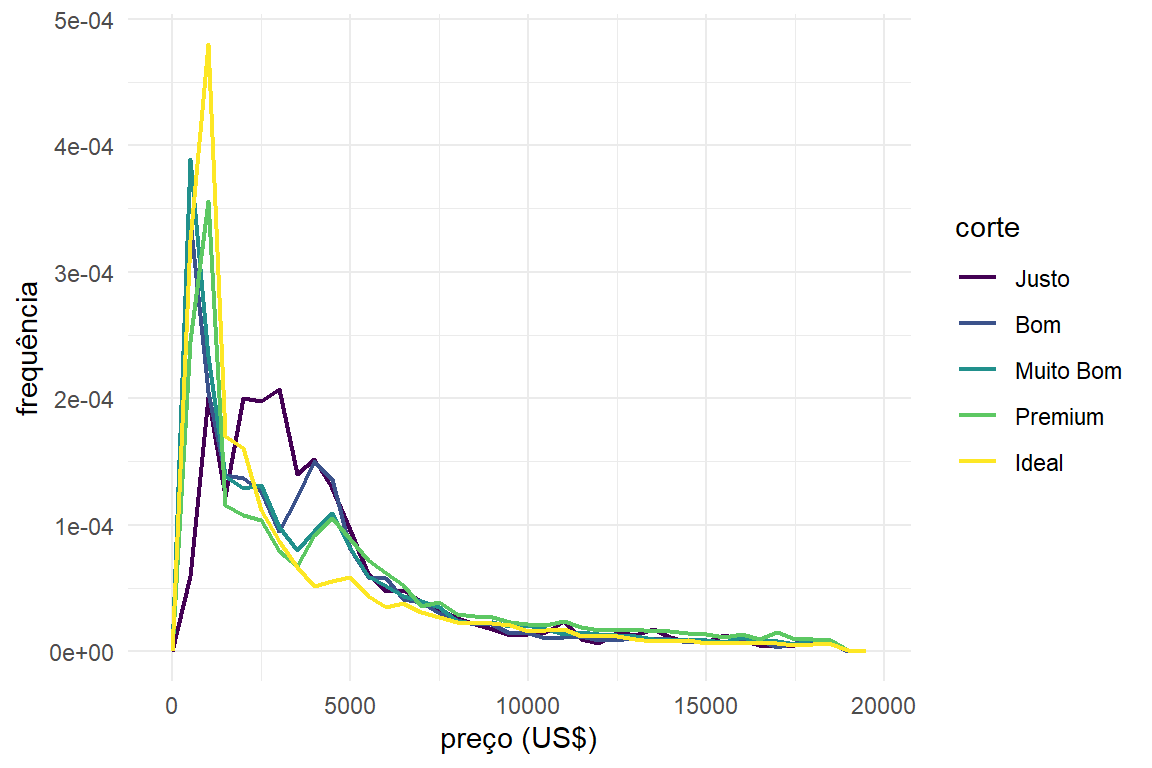 5e-04
4e-04
3e-04
2e-04
1e-04
0e+00
frequência
0
5000
10000
15000
20000
preço (US$)
corte
Justo
Bom
Muito Bom
Premium
Ideal